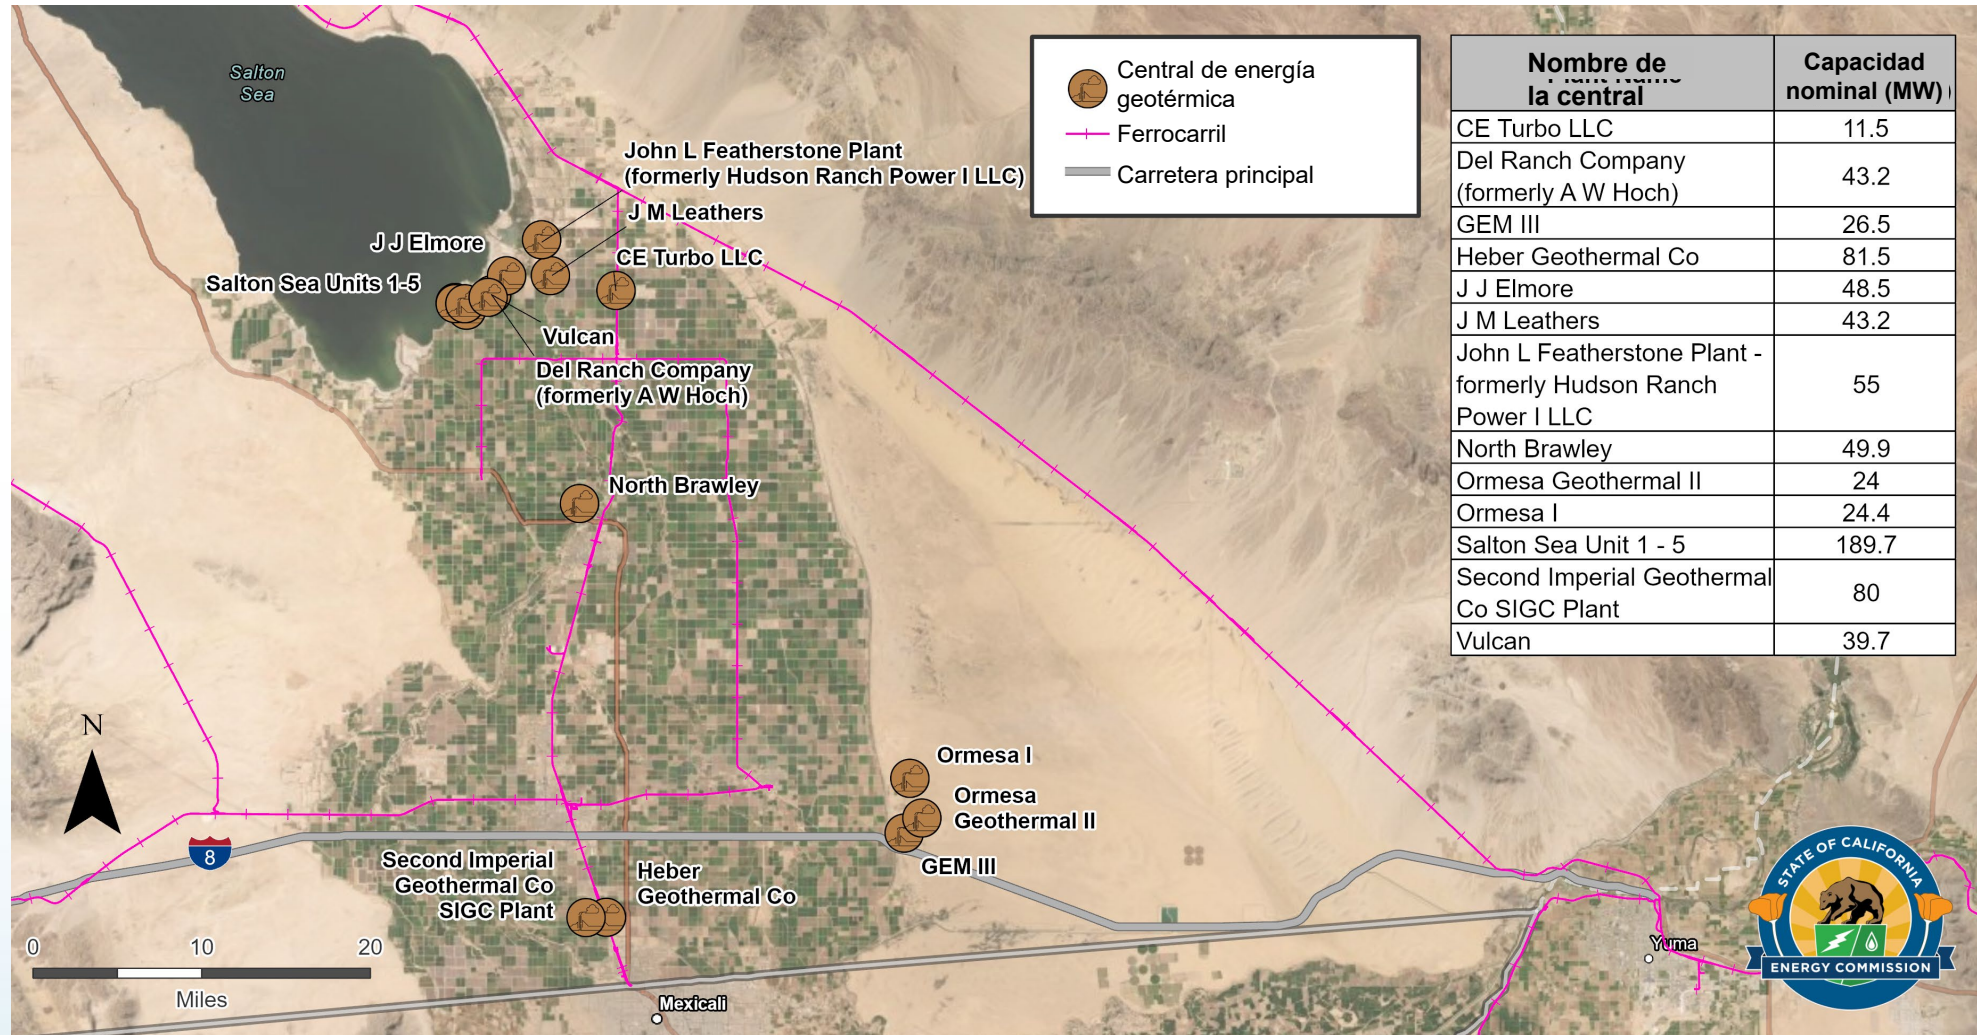 Salton
Sea
John L Featherstone Plant
(formerly Hudson Ranch Power I LLC)
J M Leathers
J J Elmore
CE Turbo LLC
Salton Sea Units 1-5
Vulcan
Del Ranch Company
(formerly A W Hoch)
North Brawley
Ormesa I
Ormesa
Geothermal II
GEM III
Second Imperial
Geothermal Co
SIGC Plant
Heber
Geothermal Co
8
N
0 10 20
Miles
Mexicali
Yuma
Central de energía
geotérmica
Ferrocarril
Carretera principal
Nombre de
la central
Capacidad
nominal (MW)
CE Turbo LLC 11.5
Del Ranch Company
(formerly A W Hoch) 43.2
GEM III 26.5
Heber Geothermal Co 81.5
J J Elmore 48.5
J M Leathers 43.2
John L Featherstone Plant -
formerly Hudson Ranch 55
Power I LLC
North Brawley 49.9
Ormesa Geothermal II 24
Ormesa I 24.4
Salton Sea Unit 1 - 5 189.7
Second Imperial Geothermal
Co SIGC Plant 80
Vulcan 39.7
STATE OF CALIFORNIA
ENERGY COMMISSION